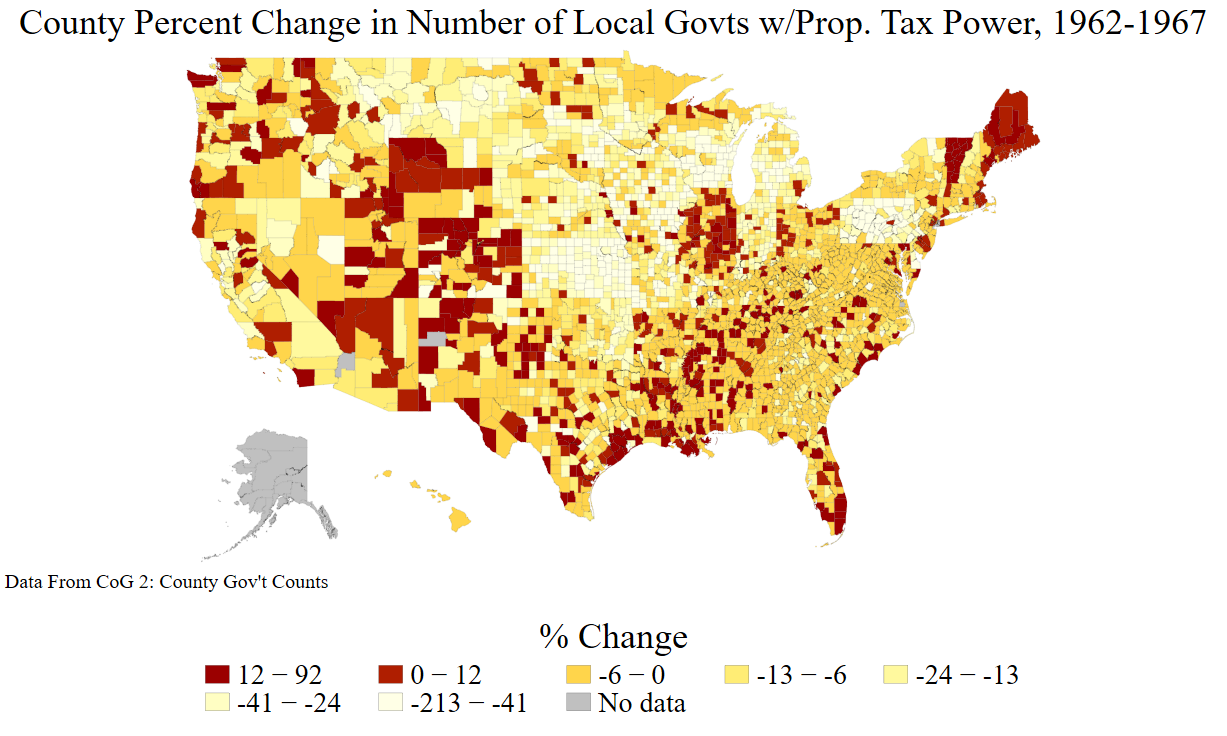 County Percent Change in Number of Local Govts w/Prop. Tax Power, 1962-1967
Data From CoG 2: County Gov't Counts
% Change
12 − 92
0 − 12
-6 − 0
-13 − -6
-24 − -13
-41 − -24
-213 − -41
No data